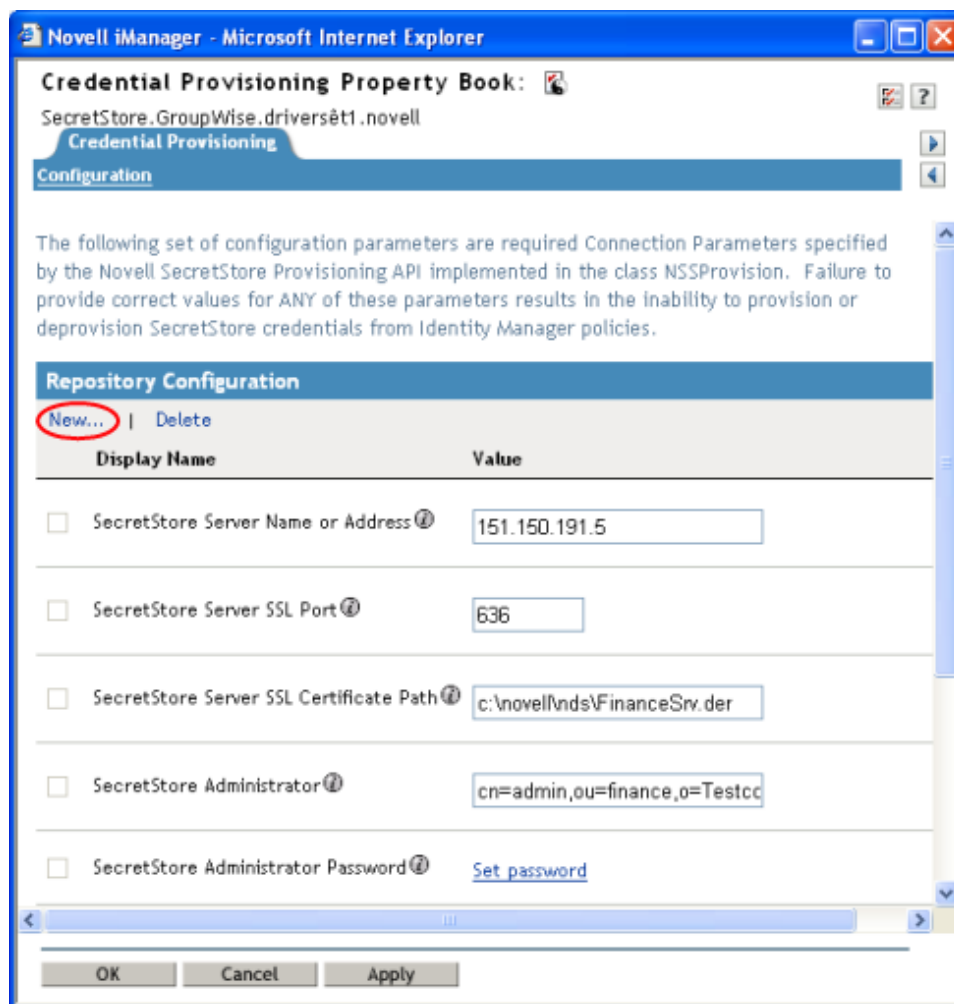 Novell iManager - Microsoft Internet Explorer
Credential Provisioning Property Book:
SecretStore.GroupWise.driversêt1.novell
Credential Provisioning
Configuration
The following set of configuration parameters are required Connection Parameters specified
by the Novell SecretStore Provisioning API implemented in the class NSSProvision. Failure to
provide correct values for ANY of these parameters results in the inability to provision or
deprovision SecretStore credentials from Identity Manager policies.
Repository Configuration
New... | Delete
Display Name Value
SecretStore Server Name or Address 151.150.191.5
SecretStore Server SSL Port 636
SecretStore Server SSL Certificate Path c:\novell\nds\FinanceSrv.der
SecretStore Administrator cn=admin,ou=finance,o=Testcc
SecretStore Administrator Password Set password
OK Cancel Apply